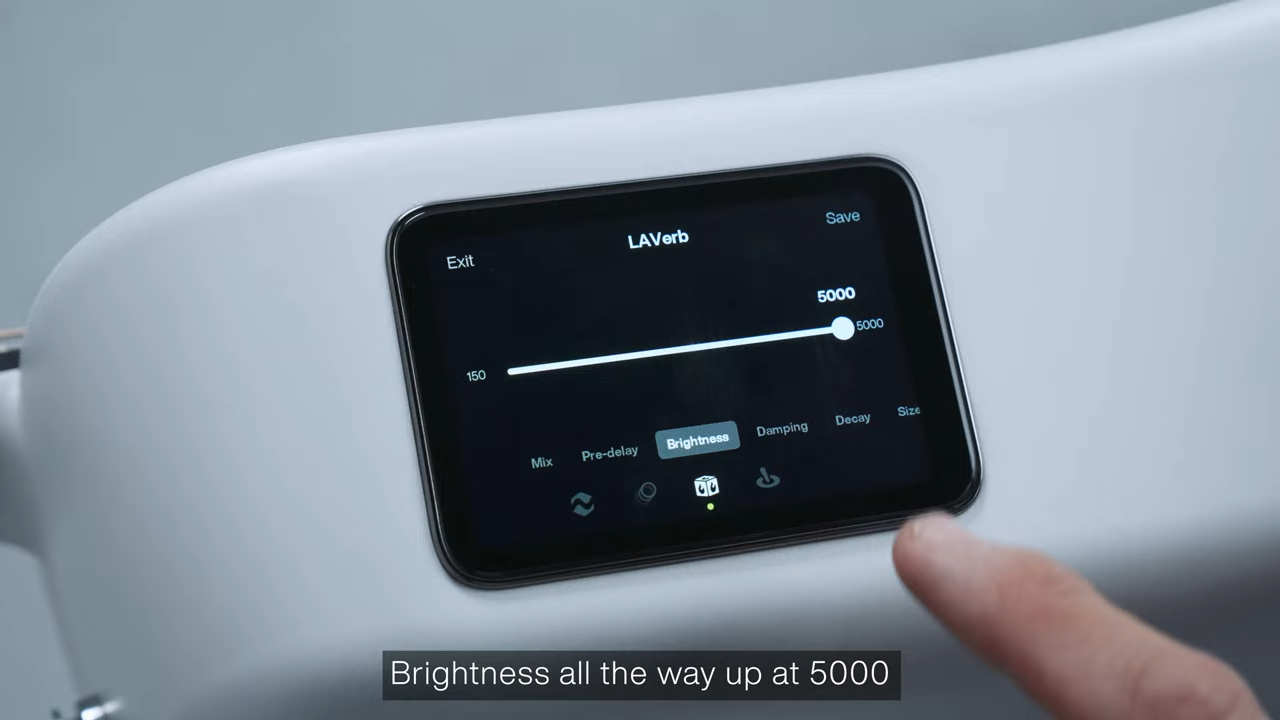 Save
LAVerb
Exit
5000
5000
150
Mix Pre-delay Brightness Damping Decay Size
Brightness all the way up at 5000